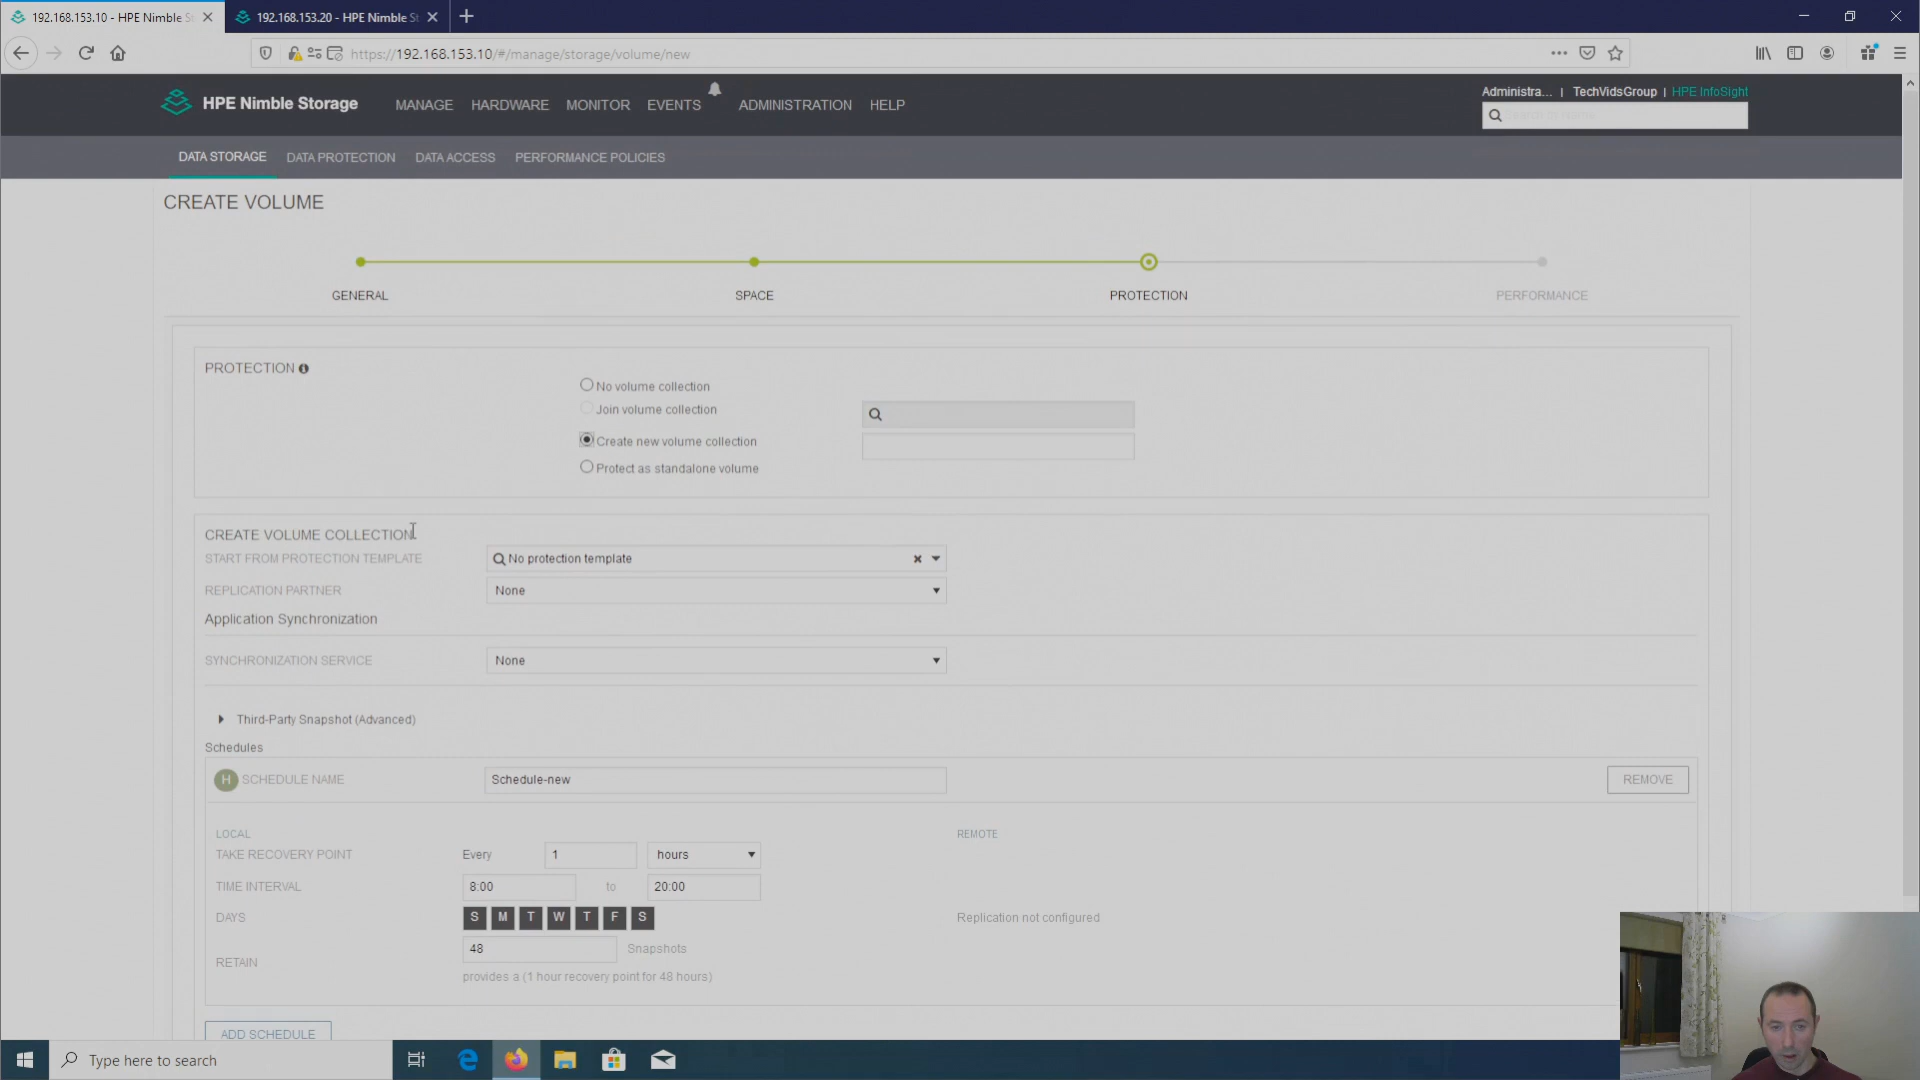 192.168.153.10 - HPE Nimble St
192.168.153.20 - HPE Nimble St
https://192.168.153.10/#/manage/storage/volume/new
HPE Nimble Storage
MANAGE HARDWARE MONITOR EVENTS ADMINISTRATION HELP
Administra... | TechVidsGroup | HPE InfoSight
DATA STORAGE DATA PROTECTION DATA ACCESS PERFORMANCE POLICIES
CREATE VOLUME
GENERAL SPACE PROTECTION PERFORMANCE
PROTECTION
No volume collection
Join volume collection
Create new volume collection
Protect as standalone volume
CREATE VOLUME COLLECTION
START FROM PROTECTION TEMPLATE No protection template
REPLICATION PARTNER None
Application Synchronization
SYNCHRONIZATION SERVICE None
Third-Party Snapshot (Advanced)
Schedules
H SCHEDULE NAME Schedule-new REMOVE
LOCAL REMOTE
TAKE RECOVERY POINT Every 1 hours
TIME INTERVAL 8:00 to 20:00
DAYS S M T W T F S Replication not configured
RETAIN 48 Snapshots
provides a (1 hour recovery point for 48 hours)
ADD SCHEDULE
Type here to search